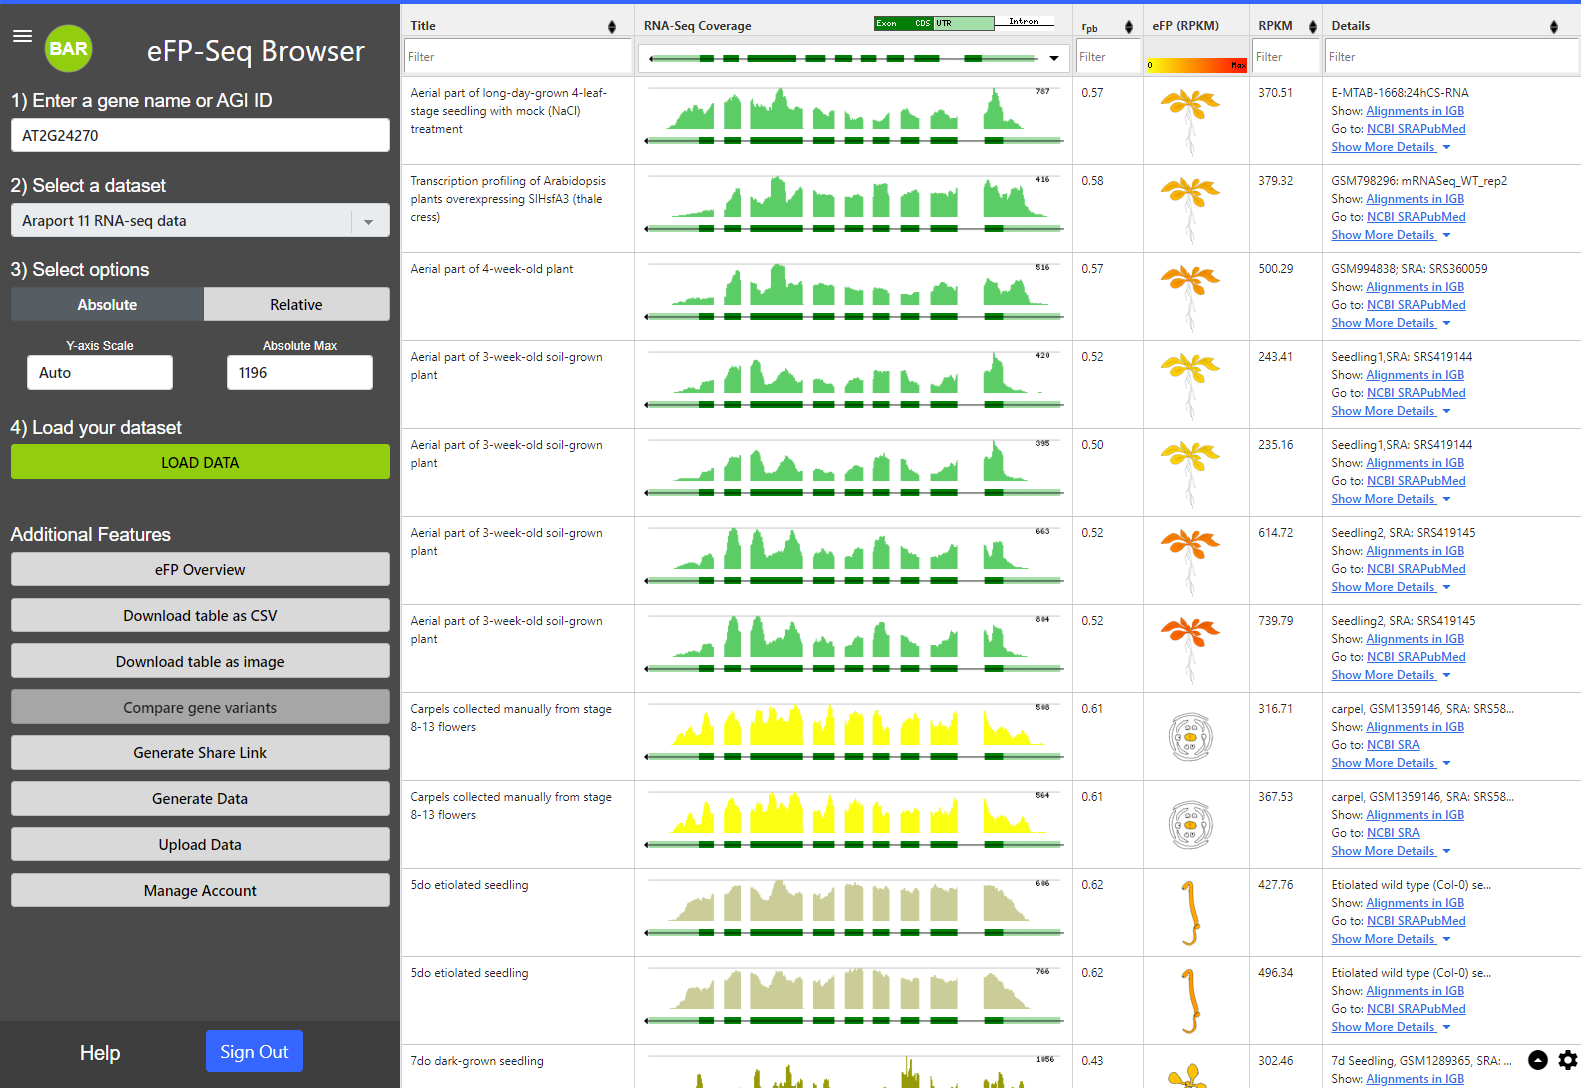 BAR
eFP-Seq Browser
1) Enter a gene name or AGI ID
AT2G24270
2) Select a dataset
Araport 11 RNA-seq data
3) Select options
Absolute
Relative
Y-axis Scale
Absolute Max
Auto
1196
4) Load your dataset
LOAD DATA
Additional Features
eFP Overview
Download table as CSV
Download table as image
Compare gene variants
Generate Share Link
Generate Data
Upload Data
Manage Account
Help
Sign Out
Title
RNA-Seq Coverage
Exon CDS UTR Intron
rpb
eFP (RPKM)
RPKM
Details
Filter
Filter
0 Max
Filter
Filter
Aerial part of long-day-grown 4-leaf-
stage seedling with mock (NaCl)
treatment
787
0.57
370.51
E-MTAB-1668:24hCS-RNA
Show: Alignments in IGB
Go to: NCBI SRAPubMed
Show More Details
Transcription profiling of Arabidopsis
plants overexpressing SlHsfA3 (thale
cress)
416
0.58
379.32
GSM798296: mRNASeq_WT_rep2
Show: Alignments in IGB
Go to: NCBI SRAPubMed
Show More Details
Aerial part of 4-week-old plant
516
0.57
500.29
GSM994838; SRA: SRS360059
Show: Alignments in IGB
Go to: NCBI SRAPubMed
Show More Details
Aerial part of 3-week-old soil-grown
plant
420
0.52
243.41
Seedling1,SRA: SRS419144
Show: Alignments in IGB
Go to: NCBI SRAPubMed
Show More Details
Aerial part of 3-week-old soil-grown
plant
395
0.50
235.16
Seedling1,SRA: SRS419144
Show: Alignments in IGB
Go to: NCBI SRAPubMed
Show More Details
Aerial part of 3-week-old soil-grown
plant
663
0.52
614.72
Seedling2, SRA: SRS419145
Show: Alignments in IGB
Go to: NCBI SRAPubMed
Show More Details
Aerial part of 3-week-old soil-grown
plant
804
0.52
739.79
Seedling2, SRA: SRS419145
Show: Alignments in IGB
Go to: NCBI SRAPubMed
Show More Details
Carpels collected manually from stage
8-13 flowers
508
0.61
316.71
carpel, GSM1359146, SRA: SRS58...
Show: Alignments in IGB
Go to: NCBI SRA
Show More Details
Carpels collected manually from stage
8-13 flowers
564
0.61
367.53
carpel, GSM1359146, SRA: SRS58...
Show: Alignments in IGB
Go to: NCBI SRA
Show More Details
5do etiolated seedling
686
0.62
427.76
Etiolated wild type (Col-0) se...
Show: Alignments in IGB
Go to: NCBI SRAPubMed
Show More Details
5do etiolated seedling
766
0.62
496.34
Etiolated wild type (Col-0) se...
Show: Alignments in IGB
Go to: NCBI SRAPubMed
Show More Details
7do dark-grown seedling
1056
0.43
302.46
7d Seedling, GSM1289365, SRA: ...
Show: Alignments in IGB